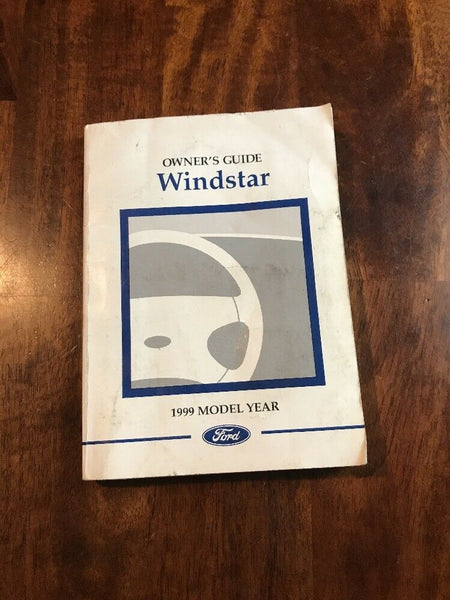 OWNER'S GUIDE
Windstar
1999 MODEL YEAR
Ford